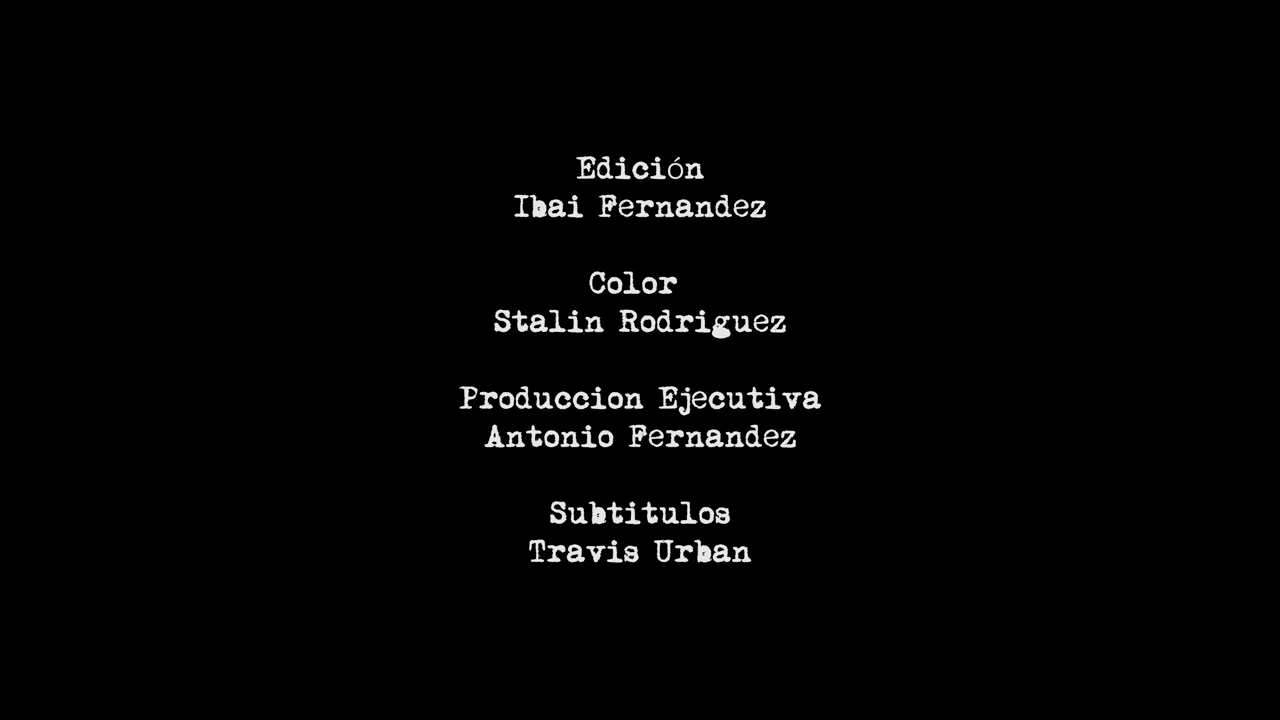 Edición
Ibai Fernandez
Color
Stalin Rodriguez
Produccion Ejecutiva
Antonio Fernandez
Subtitulos
Travis Urban